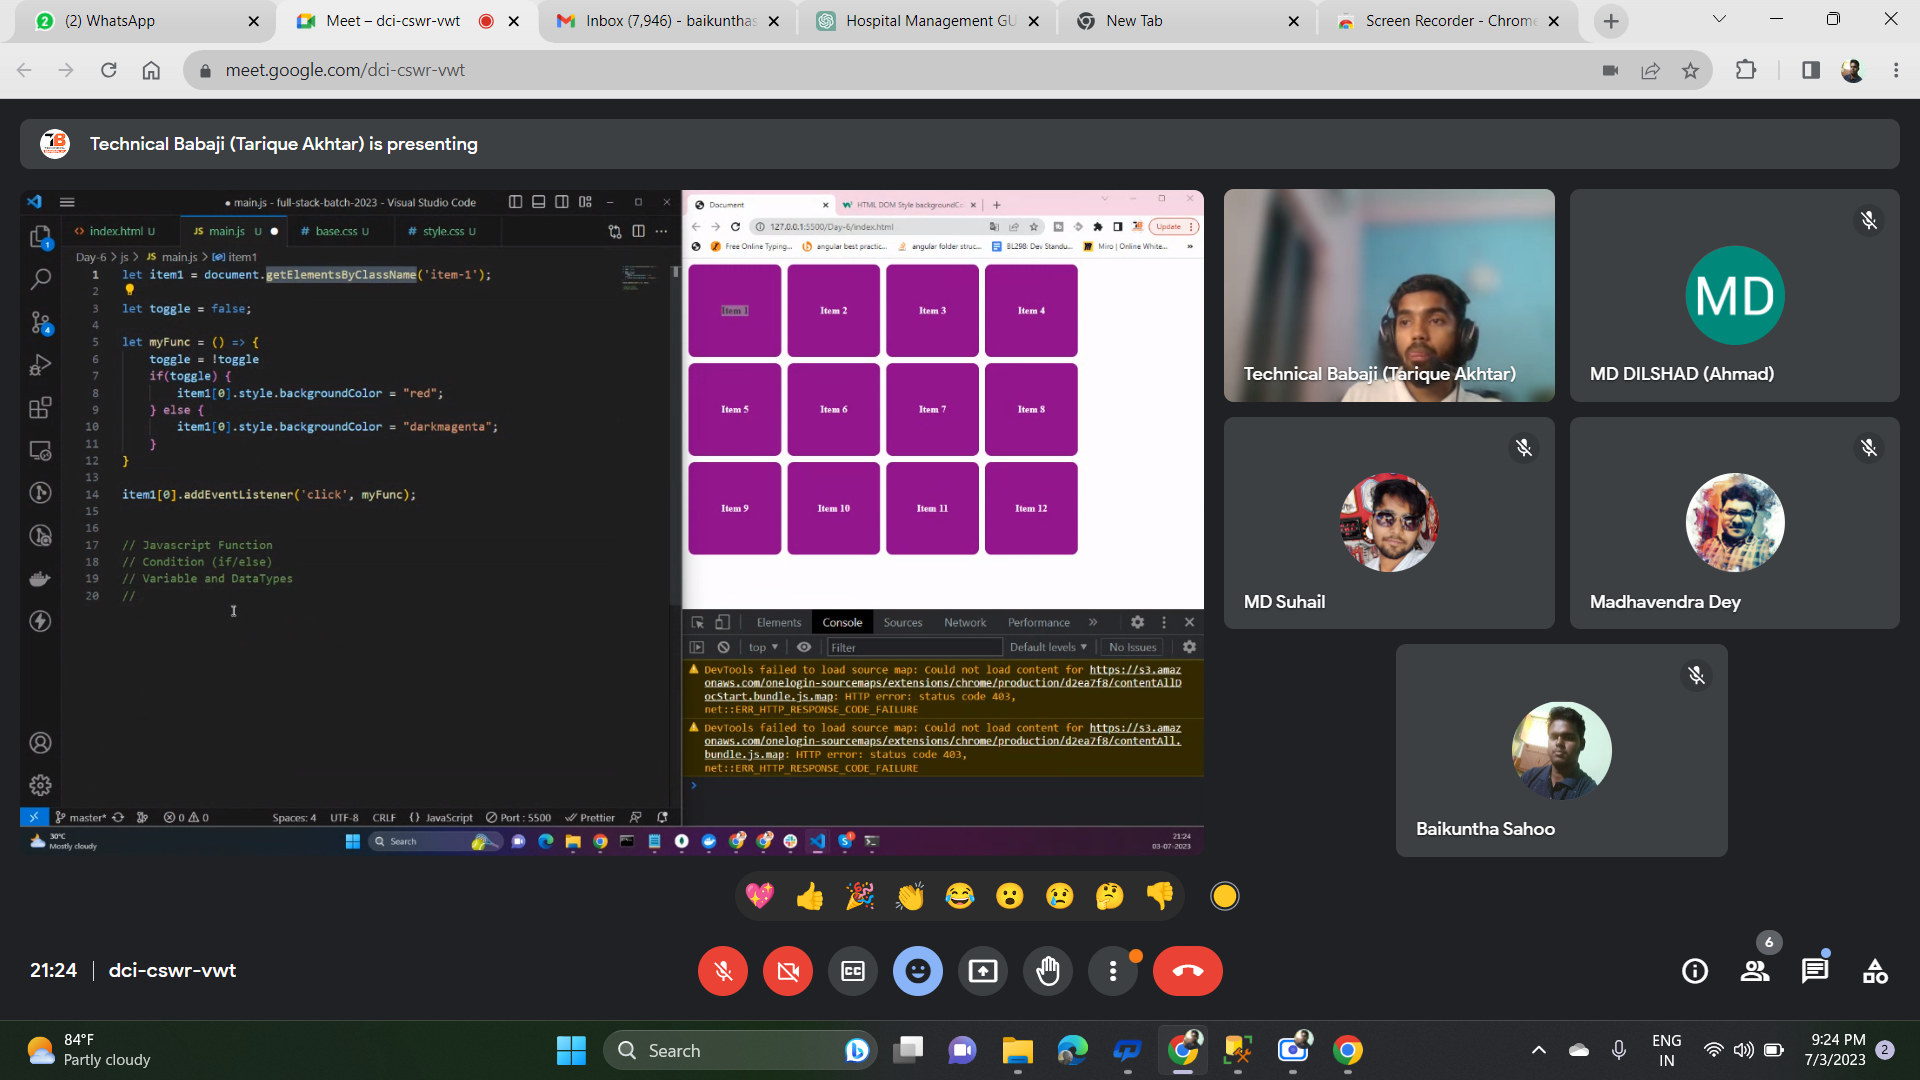 2 (2) WhatsApp
Meet – dci-cswr-vwt
Inbox (7,946) - baikunthas
Hospital Management GU
New Tab
Screen Recorder - Chrome
meet.google.com/dci-cswr-vwt
Technical Babaji (Tarique Akhtar) is presenting
● main.js - full-stack-batch-2023 - Visual Studio Code
<> index.html U
JS main.js U ●
# base.css U
# style.css U
Day-6 > js > JS main.js > item1
1 let item1 = document.getElementsByClassName('item-1');
2
3 let toggle = false;
4
5 let myFunc = () => {
6 toggle = !toggle
7 if(toggle) {
8 item1[0].style.backgroundColor = "red";
9 } else {
10 item1[0].style.backgroundColor = "darkmagenta";
11 }
12 }
13
14 item1[0].addEventListener('click', myFunc);
15
16
17 // Javascript Function
18 // Condition (if/else)
19 // Variable and DataTypes
20 //
1
4
master*
0 0
Spaces: 4
UTF-8
CRLF
{} JavaScript
Port : 5500
Prettier
Document
HTML DOM Style backgroundC
127.0.0.1:5500/Day-6/index.html
Update
Free Online Typing...
angular best practic...
angular folder struc...
BL298: Dev Standu...
Miro | Online White...
»
Item 1 Item 2 Item 3 Item 4
Item 5 Item 6 Item 7 Item 8
Item 9 Item 10 Item 11 Item 12
Elements Console Sources Network Performance »
top
Filter
Default levels
No Issues
DevTools failed to load source map: Could not load content for https://s3.amaz
onaws.com/onelogin-sourcemaps/extensions/chrome/production/d2ea7f8/contentAllD
ocStart.bundle.js.map: HTTP error: status code 403,
net::ERR_HTTP_RESPONSE_CODE_FAILURE
DevTools failed to load source map: Could not load content for https://s3.amaz
onaws.com/onelogin-sourcemaps/extensions/chrome/production/d2ea7f8/contentAll.
bundle.js.map: HTTP error: status code 403,
net::ERR_HTTP_RESPONSE_CODE_FAILURE
30°C
Mostly cloudy
Search
21:24
03-07-2023
Technical Babaji (Tarique Akhtar)
MD
MD DILSHAD (Ahmad)
MD Suhail
Madhavendra Dey
Baikuntha Sahoo
21:24 | dci-cswr-vwt
CC
6
84°F
Partly cloudy
Search
ENG
IN
9:24 PM
7/3/2023
2